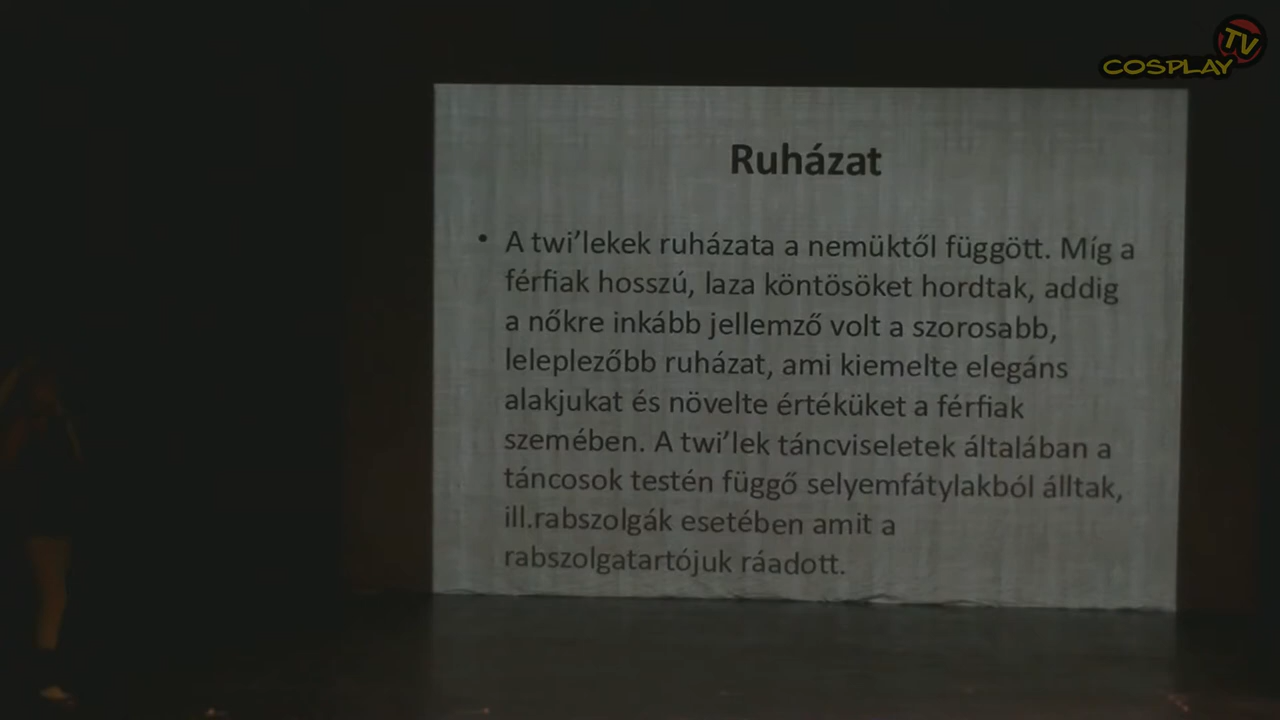 TV
COSPLAY
Ruházat
• A twi’lekek ruházata a nemüktől függött. Míg a
férfiak hosszú, laza köntösöket hordtak, addig
a nőkre inkább jellemző volt a szorosabb,
leleplezőbb ruházat, ami kiemelte elegáns
alakjukat és növelte értéküket a férfiak
szemében. A twi’lek táncviseletek általában a
táncosok testén függő selyemfátylakból álltak,
ill.rabszolgák esetében amit a
rabszolgatartójuk ráadott.